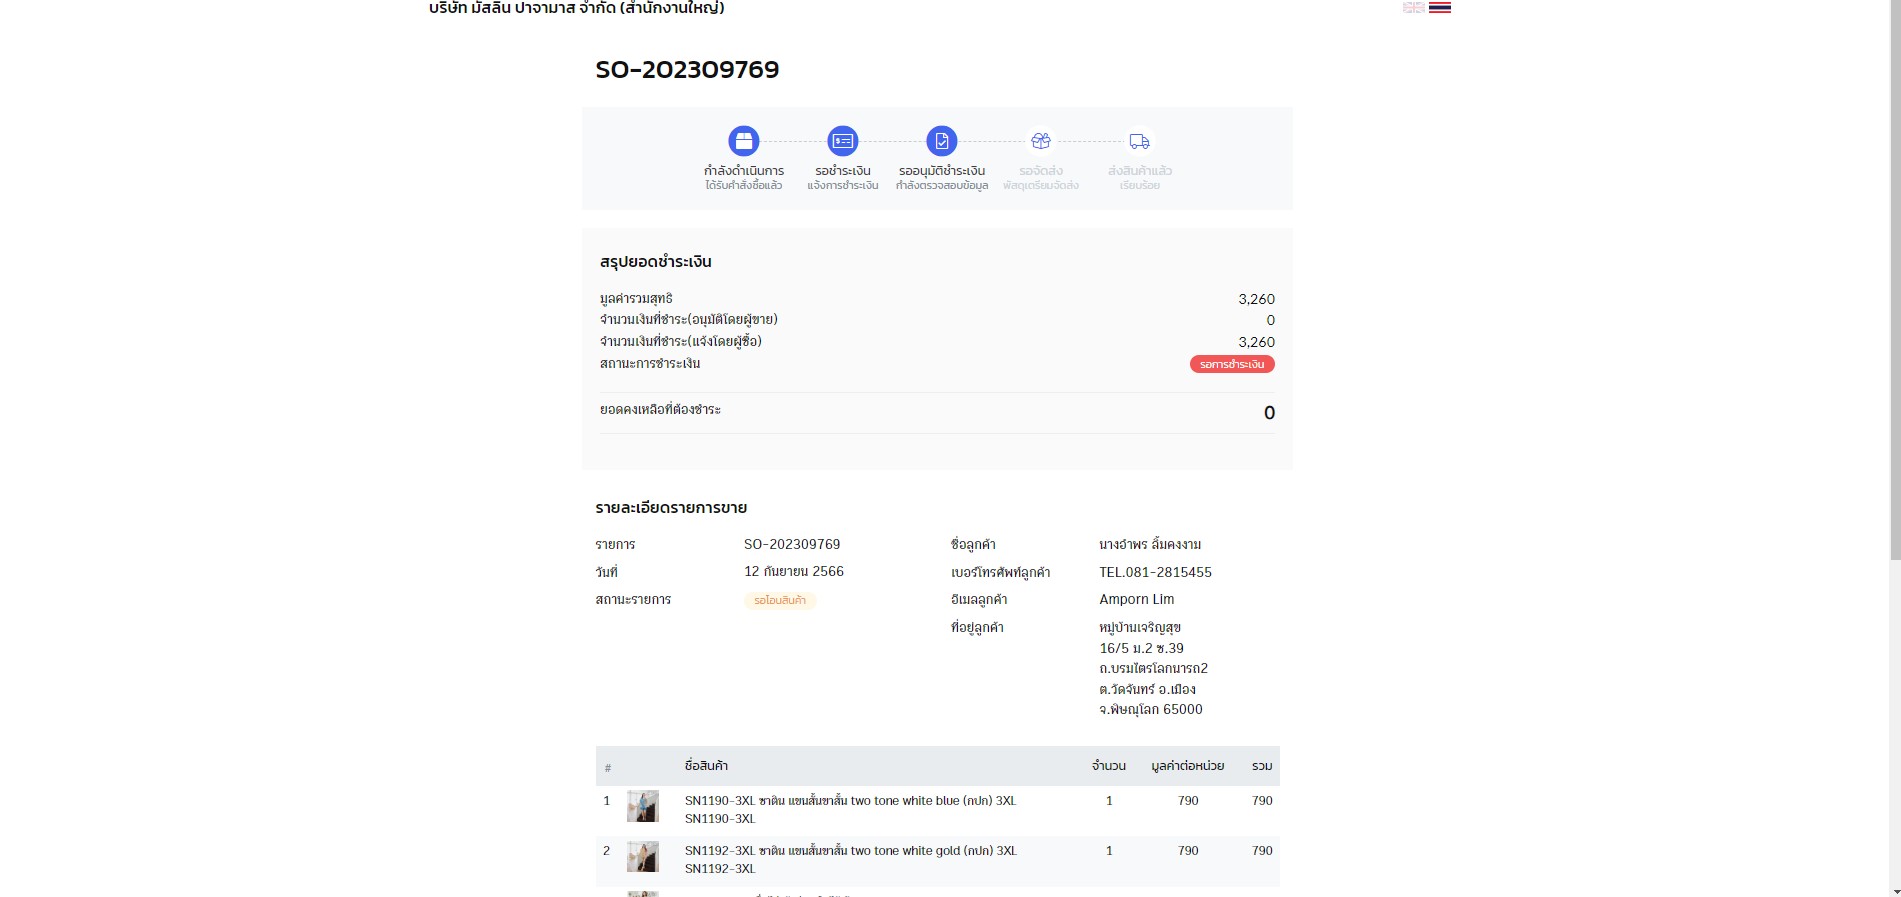 บริษัท มัสลิน ปาจามาส จำกัด (สำนักงานใหญ่)
SO-202309769
กำลังดำเนินการ รอชำระเงิน รออนุมัติชำระเงิน รอจัดส่ง ส่งสินค้าแล้ว
ได้รับคำสั่งซื้อแล้ว แจ้งการชำระเงิน กำลังตรวจสอบข้อมูล พัสดุเตรียมจัดส่ง เรียบร้อย
สรุปยอดชำระเงิน
มูลค่ารวมสุทธิ 3,260
จำนวนเงินที่ชำระ(อนุมัติโดยผู้ขาย) 0
จำนวนเงินที่ชำระ(แจ้งโดยผู้ซื้อ) 3,260
สถานะการชำระเงิน รอการชำระเงิน
ยอดคงเหลือที่ต้องชำระ 0
รายละเอียดรายการขาย
รายการ SO-202309769 ชื่อลูกค้า นางอำพร ลิ้มคงงาม
วันที่ 12 กันยายน 2566 เบอร์โทรศัพท์ลูกค้า TEL.081-2815455
สถานะรายการ รอโอนสินค้า อีเมลลูกค้า Amporn Lim
ที่อยู่ลูกค้า หมู่บ้านเจริญสุข
16/5 ม.2 ซ.39
ถ.บรมไตรโลกนารถ2
ต.วัดจันทร์ อ.เมือง
จ.พิษณุโลก 65000
# ชื่อสินค้า จำนวน มูลค่าต่อหน่วย รวม
1 SN1190-3XL ซาติน แขนสั้นขาสั้น two tone white blue (กปก) 3XL 1 790 790
SN1190-3XL
2 SN1192-3XL ซาติน แขนสั้นขาสั้น two tone white gold (กปก) 3XL 1 790 790
SN1192-3XL